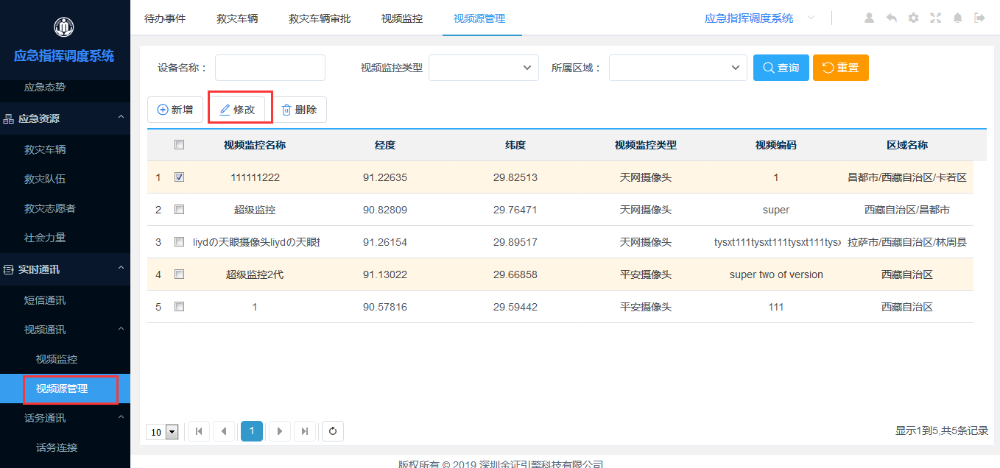 应急指挥调度系统
应急态势
应急资源
救灾车辆
救灾队伍
救灾志愿者
社会力量
实时通讯
短信通讯
视频通讯
视频监控
视频源管理
话务通讯
话务连接
待办事件 救灾车辆 救灾车辆审批 视频监控 视频源管理 应急指挥调度系统
设备名称： 视频监控类型 所属区域： 查询 重置
新增 修改 删除
视频监控名称 经度 纬度 视频监控类型 视频编码 区域名称
1 111111222 91.22635 29.82513 天网摄像头 1 昌都市/西藏自治区/卡若区
2 超级监控 90.82809 29.76471 天网摄像头 super 西藏自治区/昌都市
3 liydの天眼摄像头liydの天眼 91.26154 29.89517 天网摄像头 tysxt111tysxt111tysxt111tysx 拉萨市/西藏自治区/林周县
4 超级监控2代 91.13022 29.66858 平安摄像头 super two of version 西藏自治区
5 1 90.57816 29.59442 平安摄像头 111 西藏自治区
10 1 显示1到5,共5条记录
版权所有 © 2019 深圳金证引擎科技有限公司